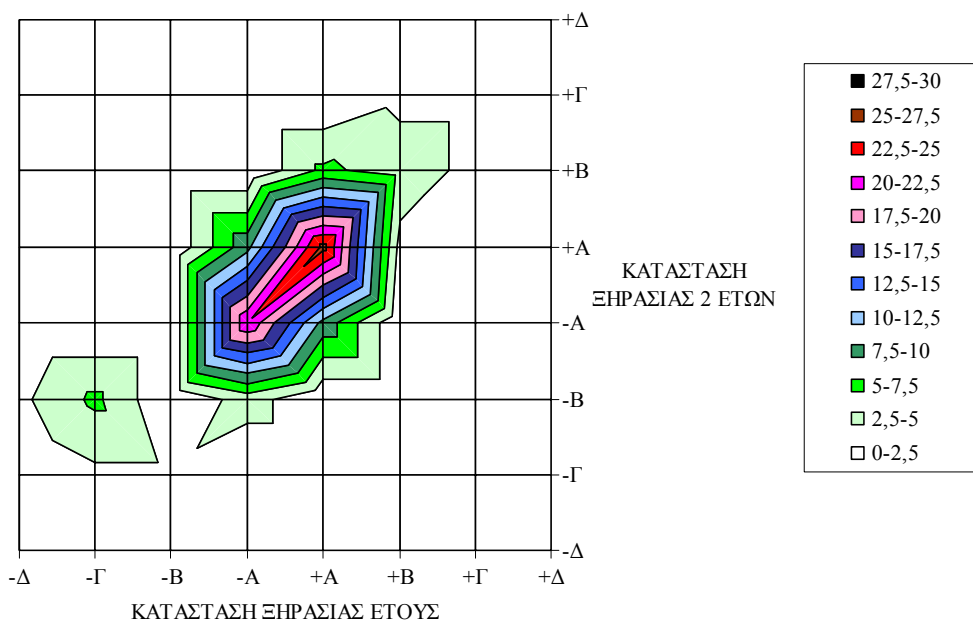 +Δ
+Γ
+Β
+Α
-Α
-Β
-Γ
-Δ
ΚΑΤΑΣΤΑΣΗ
ΞΗΡΑΣΙΑΣ 2 ΕΤΩΝ
27,5-30
25-27,5
22,5-25
20-22,5
17,5-20
15-17,5
12,5-15
10-12,5
7,5-10
5-7,5
2,5-5
0-2,5
-Δ -Γ -Β -Α +Α +Β +Γ +Δ
ΚΑΤΑΣΤΑΣΗ ΞΗΡΑΣΙΑΣ ΕΤΟΥΣ